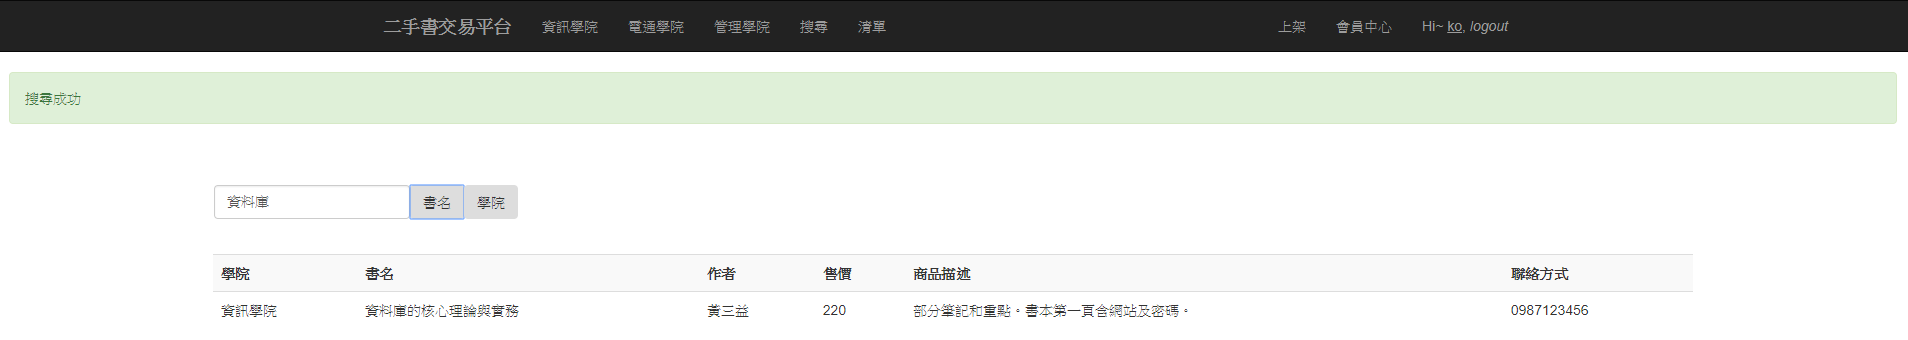 二手書交易平台 資訊學院 電通學院 管理學院 搜尋 清單 上架 會員中心 Hi~ ko, logout
搜尋成功
資料庫 書名 學院
學院 書名 作者 售價 商品描述 聯絡方式
資訊學院 資料庫的核心理論與實務 黃三益 220 部分筆記和重點。書本第一頁含網站及密碼。 0987123456